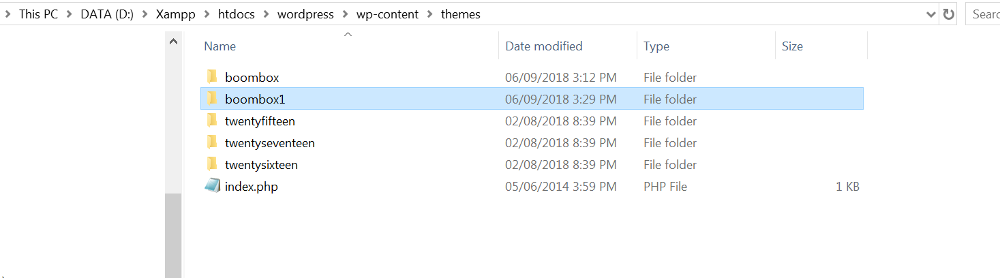 This PC > DATA (D:) > Xampp > htdocs > wordpress > wp-content > themes
Name Date modified Type Size
boombox 06/09/2018 3:12 PM File folder
boombox1 06/09/2018 3:29 PM File folder
twentyfifteen 02/08/2018 8:39 PM File folder
twentyseventeen 02/08/2018 8:39 PM File folder
twentysixteen 02/08/2018 8:39 PM File folder
index.php 05/06/2014 3:59 PM PHP File 1 KB